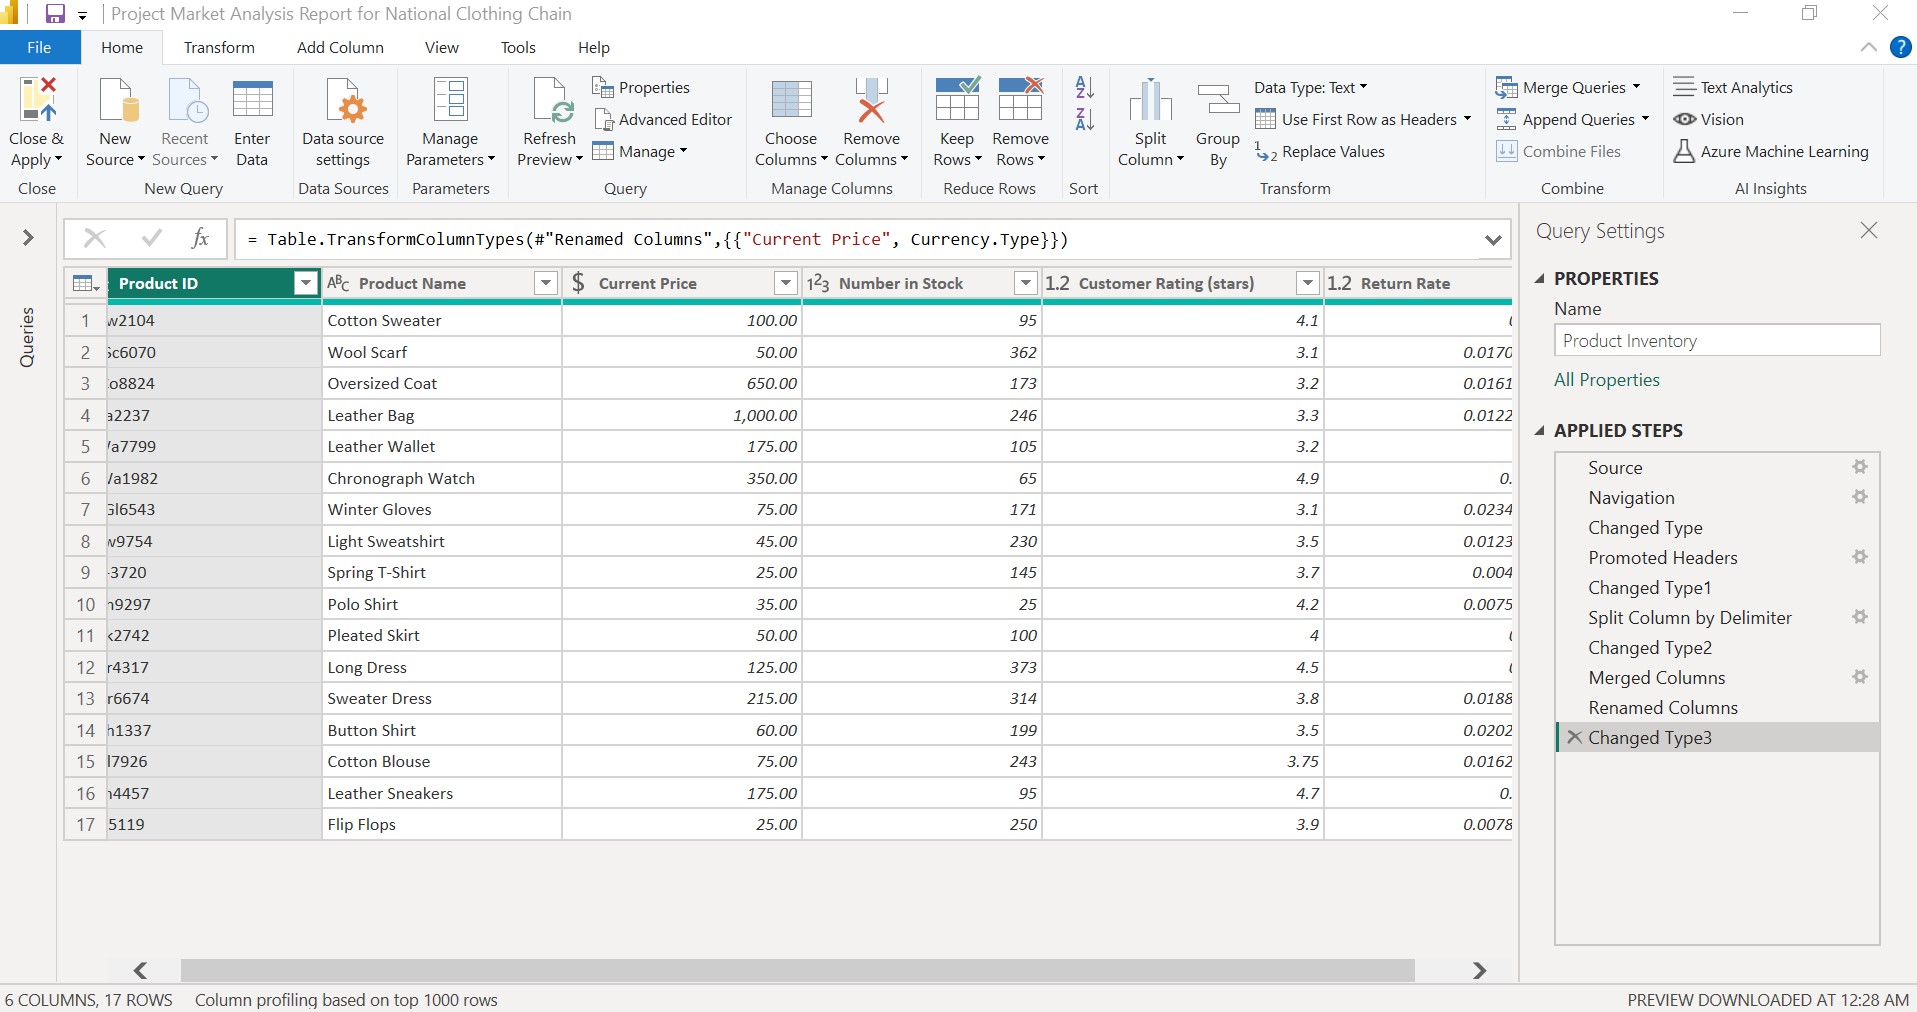 Project Market Analysis Report for National Clothing Chain
File Home Transform Add Column View Tools Help
Close & Apply
Close
New Source
Recent Sources
Enter Data
New Query
Data source settings
Data Sources
Manage Parameters
Parameters
Refresh Preview
Properties
Advanced Editor
Manage
Query
Choose Columns
Remove Columns
Manage Columns
Keep Rows
Remove Rows
Reduce Rows
Sort
Split Column
Group By
Data Type: Text
Use First Row as Headers
Replace Values
Transform
Merge Queries
Append Queries
Combine Files
Combine
Text Analytics
Vision
Azure Machine Learning
AI Insights
Queries
fx = Table.TransformColumnTypes(#"Renamed Columns",{{"Current Price", Currency.Type}})
Product ID ABC Product Name $ Current Price 123 Number in Stock 1.2 Customer Rating (stars) 1.2 Return Rate
1 w2104 Cotton Sweater 100.00 95 4.1
2 c6070 Wool Scarf 50.00 362 3.1 0.0170
3 o8824 Oversized Coat 650.00 173 3.2 0.0161
4 a2237 Leather Bag 1,000.00 246 3.3 0.0122
5 a7799 Leather Wallet 175.00 105 3.2
6 a1982 Chronograph Watch 350.00 65 4.9 0.
7 Gl6543 Winter Gloves 75.00 171 3.1 0.0234
8 w9754 Light Sweatshirt 45.00 230 3.5 0.0123
9 3720 Spring T-Shirt 25.00 145 3.7 0.004
10 9297 Polo Shirt 35.00 25 4.2 0.0075
11 k2742 Pleated Skirt 50.00 100 4
12 r4317 Long Dress 125.00 373 4.5
13 r6674 Sweater Dress 215.00 314 3.8 0.0188
14 h1337 Button Shirt 60.00 199 3.5 0.0202
15 l7926 Cotton Blouse 75.00 243 3.75 0.0162
16 4457 Leather Sneakers 175.00 95 4.7 0.
17 5119 Flip Flops 25.00 250 3.9 0.0078
Query Settings
PROPERTIES
Name
Product Inventory
All Properties
APPLIED STEPS
Source
Navigation
Changed Type
Promoted Headers
Changed Type1
Split Column by Delimiter
Changed Type2
Merged Columns
Renamed Columns
Changed Type3
6 COLUMNS, 17 ROWS Column profiling based on top 1000 rows
PREVIEW DOWNLOADED AT 12:28 AM